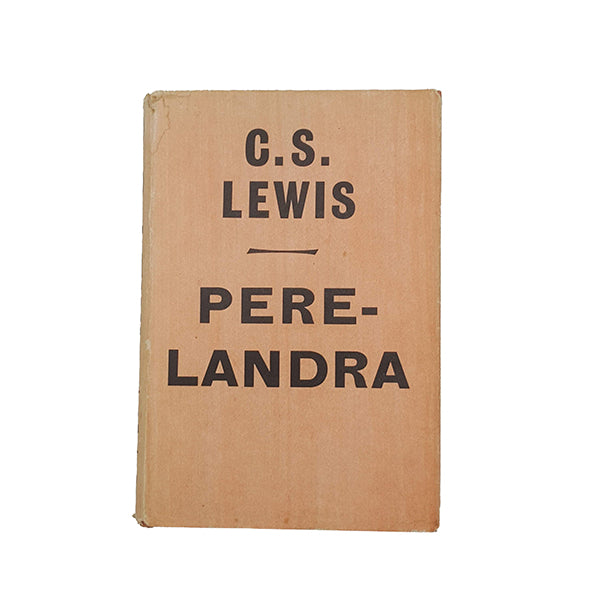 C.S.
LEWIS
PERE-
LANDRA